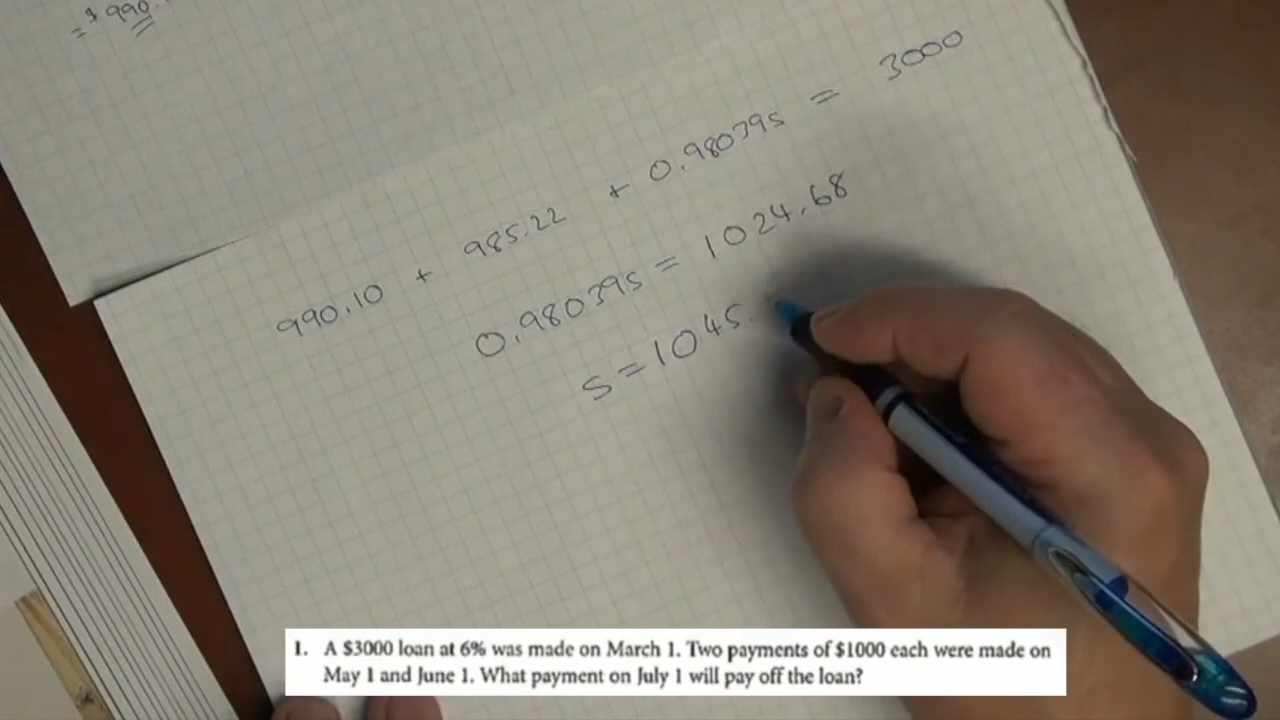 = $990.
990.10 + 985.22 + 0.9803795 = 3000
0.980395 = 1024.68
S = 1045.
1. A $3000 loan at 6% was made on March 1. Two payments of $1000 each were made on
May 1 and June 1. What payment on July 1 will pay off the loan?